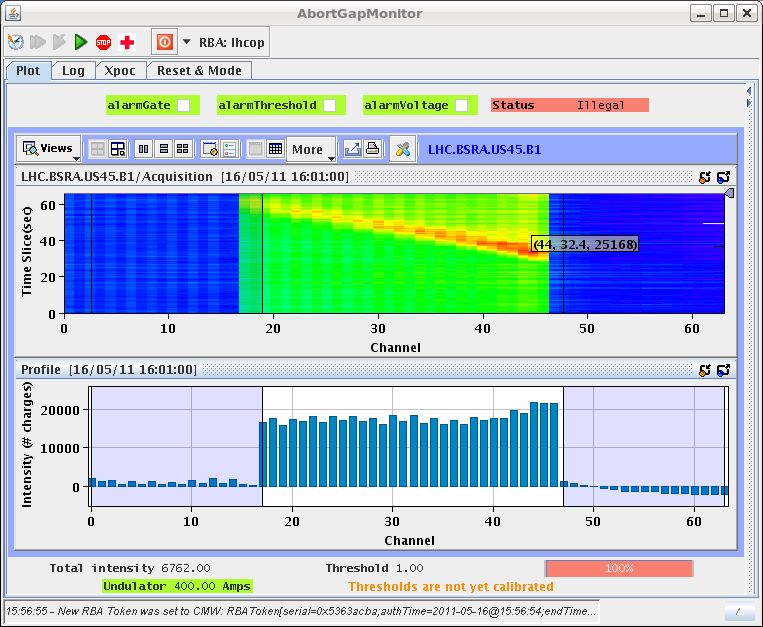 AbortGapMonitor
STOP RBA: lhcop
Plot Log Xpoc Reset & Mode
alarmGate alarmThreshold alarmVoltage Status Illegal
Views More LHC.BSRA.US45.B1
LHC.BSRA.US45.B1/Acquisition [16/05/11 16:01:00]
Time Slice(sec)
60
40
20
0
(44, 32.4, 25168)
0 10 20 30 40 50 60
Channel
Profile [16/05/11 16:01:00]
Intensity (# charges)
20000
10000
0
0 10 20 30 40 50 60
Channel
Total intensity 6762.00 Threshold 1.00 100%
Undulator 400.00 Amps Thresholds are not yet calibrated
15:56:55 - New RBA Token was set to CMW: RBAToken[serial=0x5363acba;authTime=2011-05-16@15:56:54;endTime...